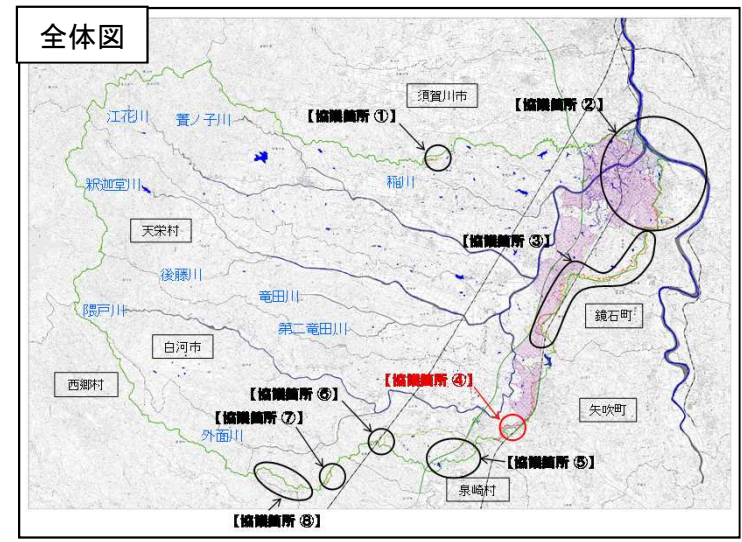 全体図
須賀川市
【協議箇所 ②】
【協議箇所 ①】
江花川
簀ノ子川
稲川
釈迦堂川
天栄村
【協議箇所 ③】
後藤川
竜田川
隈戸川
第二竜田川
鏡石町
白河市
西郷村
【協議箇所 ④】
【協議箇所 ⑥】
矢吹町
【協議箇所 ⑦】
外面川
【協議箇所 ⑤】
泉崎村
【協議箇所 ⑧】